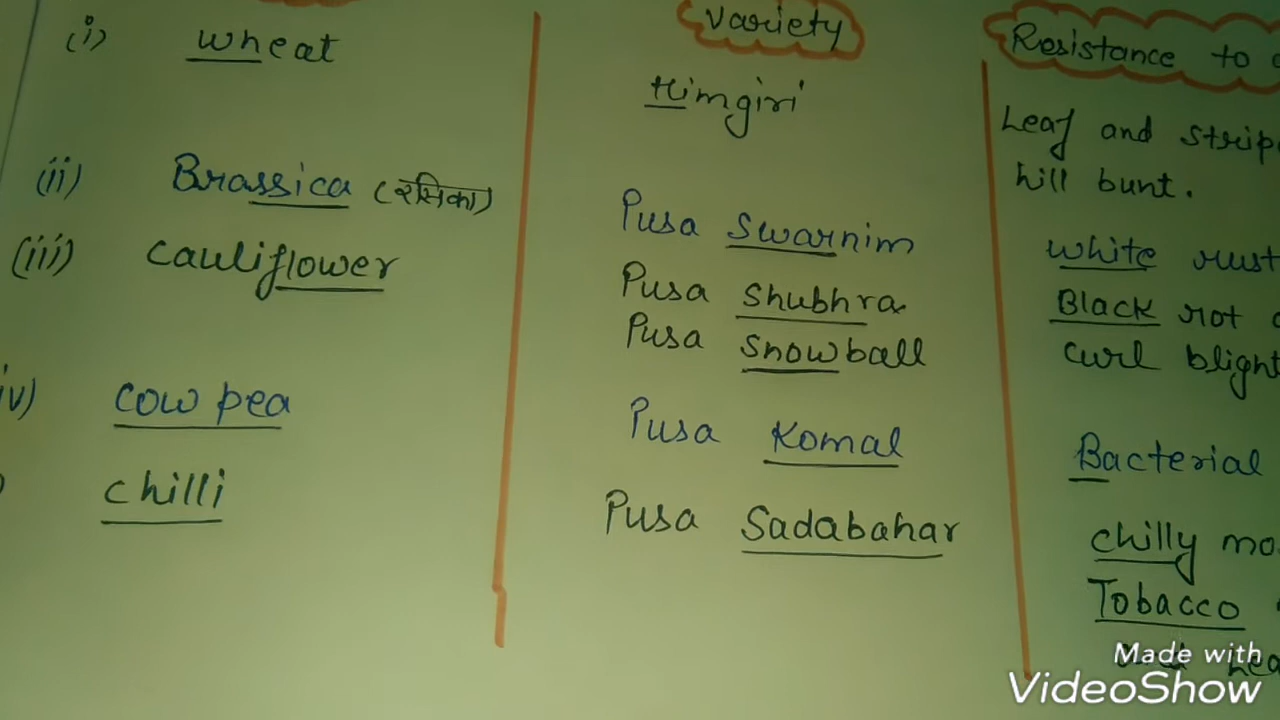 Variety
Resistance to
(i) wheat
Himgiri
Leaf and strip
hill bunt.
(ii) Brassica (रसिका)
Pusa Swarnim
white rust
(iii) Cauliflower
Pusa Shubhra
Pusa Snowball
Black rot
Curl blight
iv) Cow pea
Pusa Komal
Bacterial
Chilli
Pusa Sadabahar
chilly mo
Tobacco
Made with
VideoShow